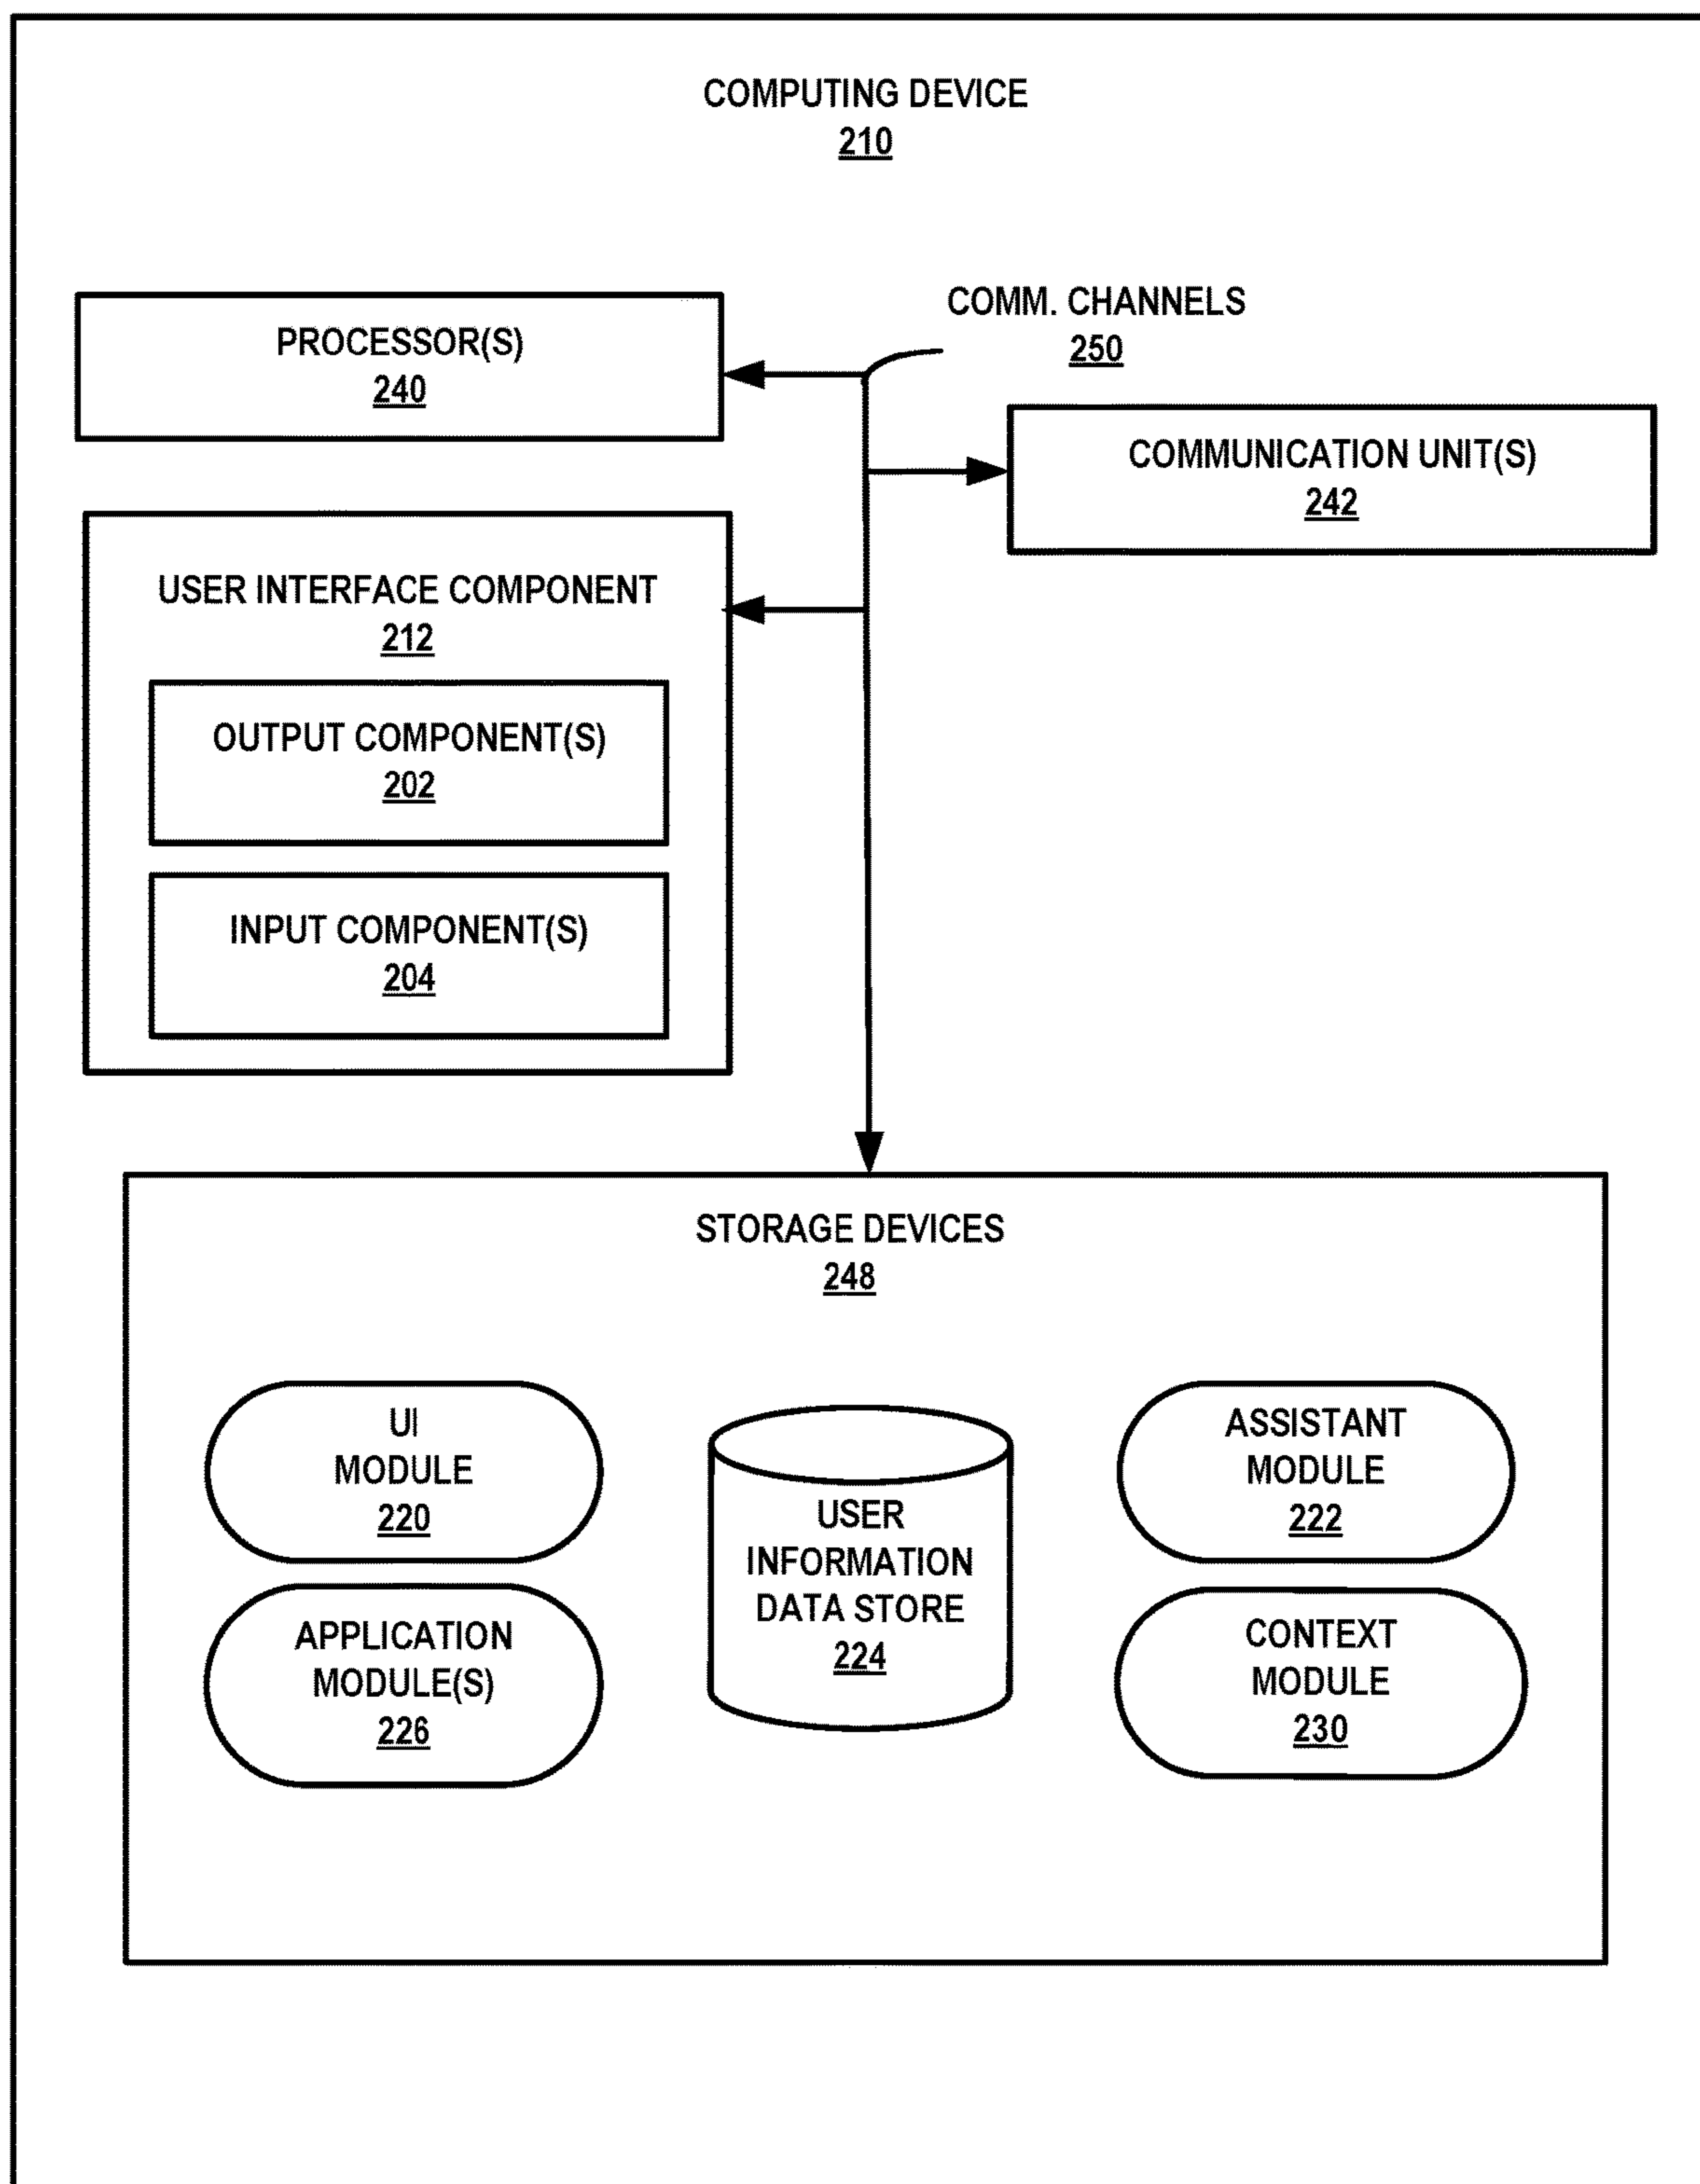 COMPUTING DEVICE
210
COMM. CHANNELS
250
PROCESSOR(S)
240
COMMUNICATION UNIT(S)
242
USER INTERFACE COMPONENT
212
OUTPUT COMPONENT(S)
202
INPUT COMPONENT(S)
204
STORAGE DEVICES
248
UI
MODULE
220
APPLICATION
MODULE(S)
226
USER
INFORMATION
DATA STORE
224
ASSISTANT
MODULE
222
CONTEXT
MODULE
230